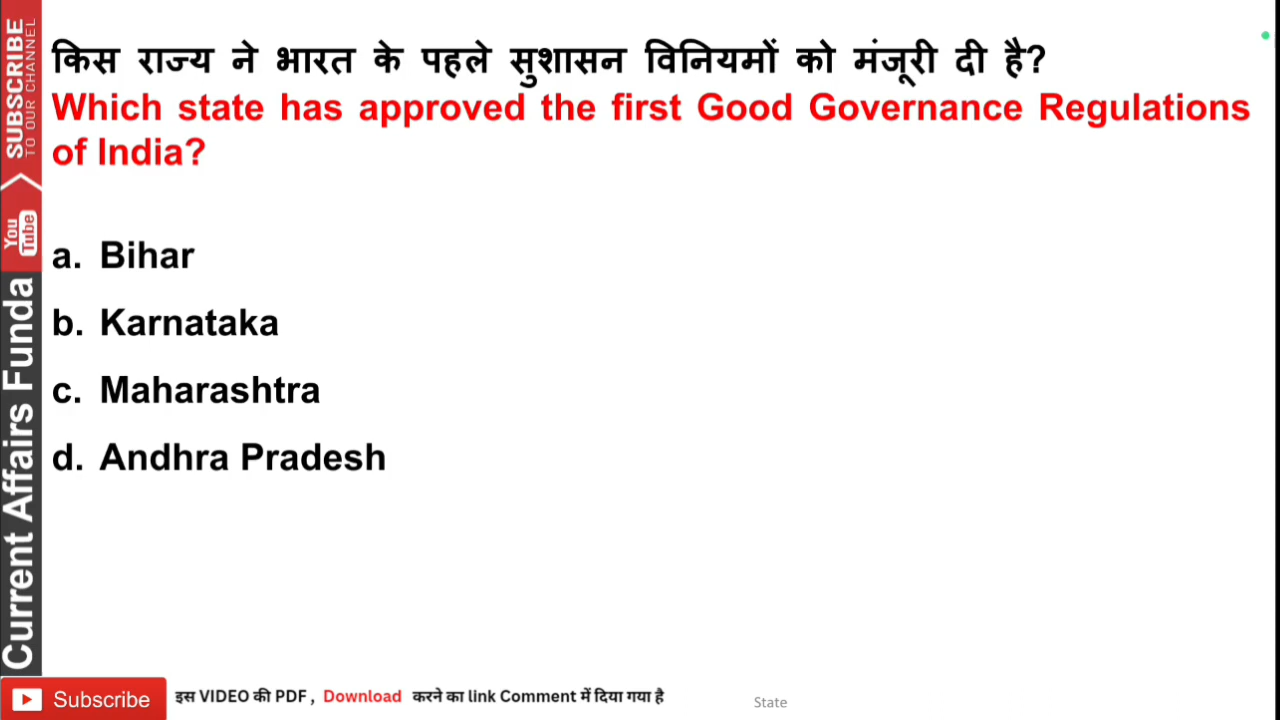 किस राज्य ने भारत के पहले सुशासन विनियमों को मंजूरी दी है?
Which state has approved the first Good Governance Regulations
of India?
a. Bihar
b. Karnataka
c. Maharashtra
d. Andhra Pradesh
SUBSCRIBE
TO OUR CHANNEL
You
Tube
Current Affairs Funda
Subscribe
इस VIDEO की PDF , Download करने का link Comment में दिया गया है
State